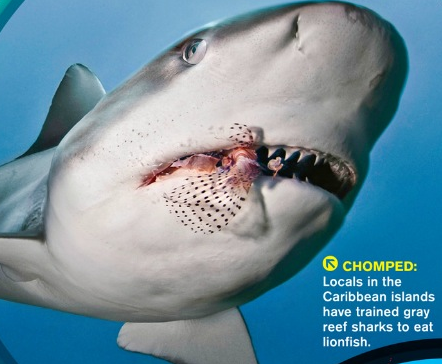 CHOMPED:
Locals in the
Caribbean islands
have trained gray
reef sharks to eat
lionfish.